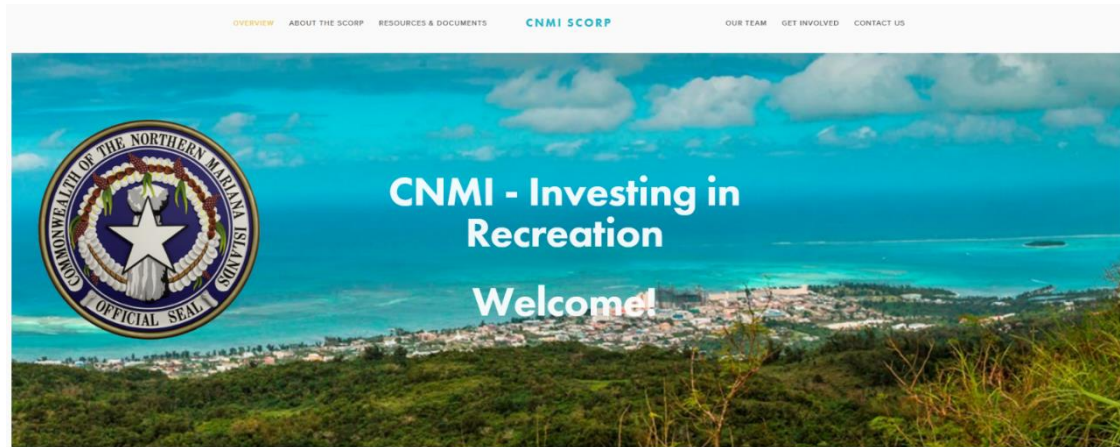 OVERVIEW ABOUT THE SCORP RESOURCES & DOCUMENTS CNMI SCORP OUR TEAM GET INVOLVED CONTACT US
COMMONWEALTH OF THE NORTHERN MARIANA ISLANDS
OFFICIAL SEAL
CNMI - Investing in
Recreation
Welcome!